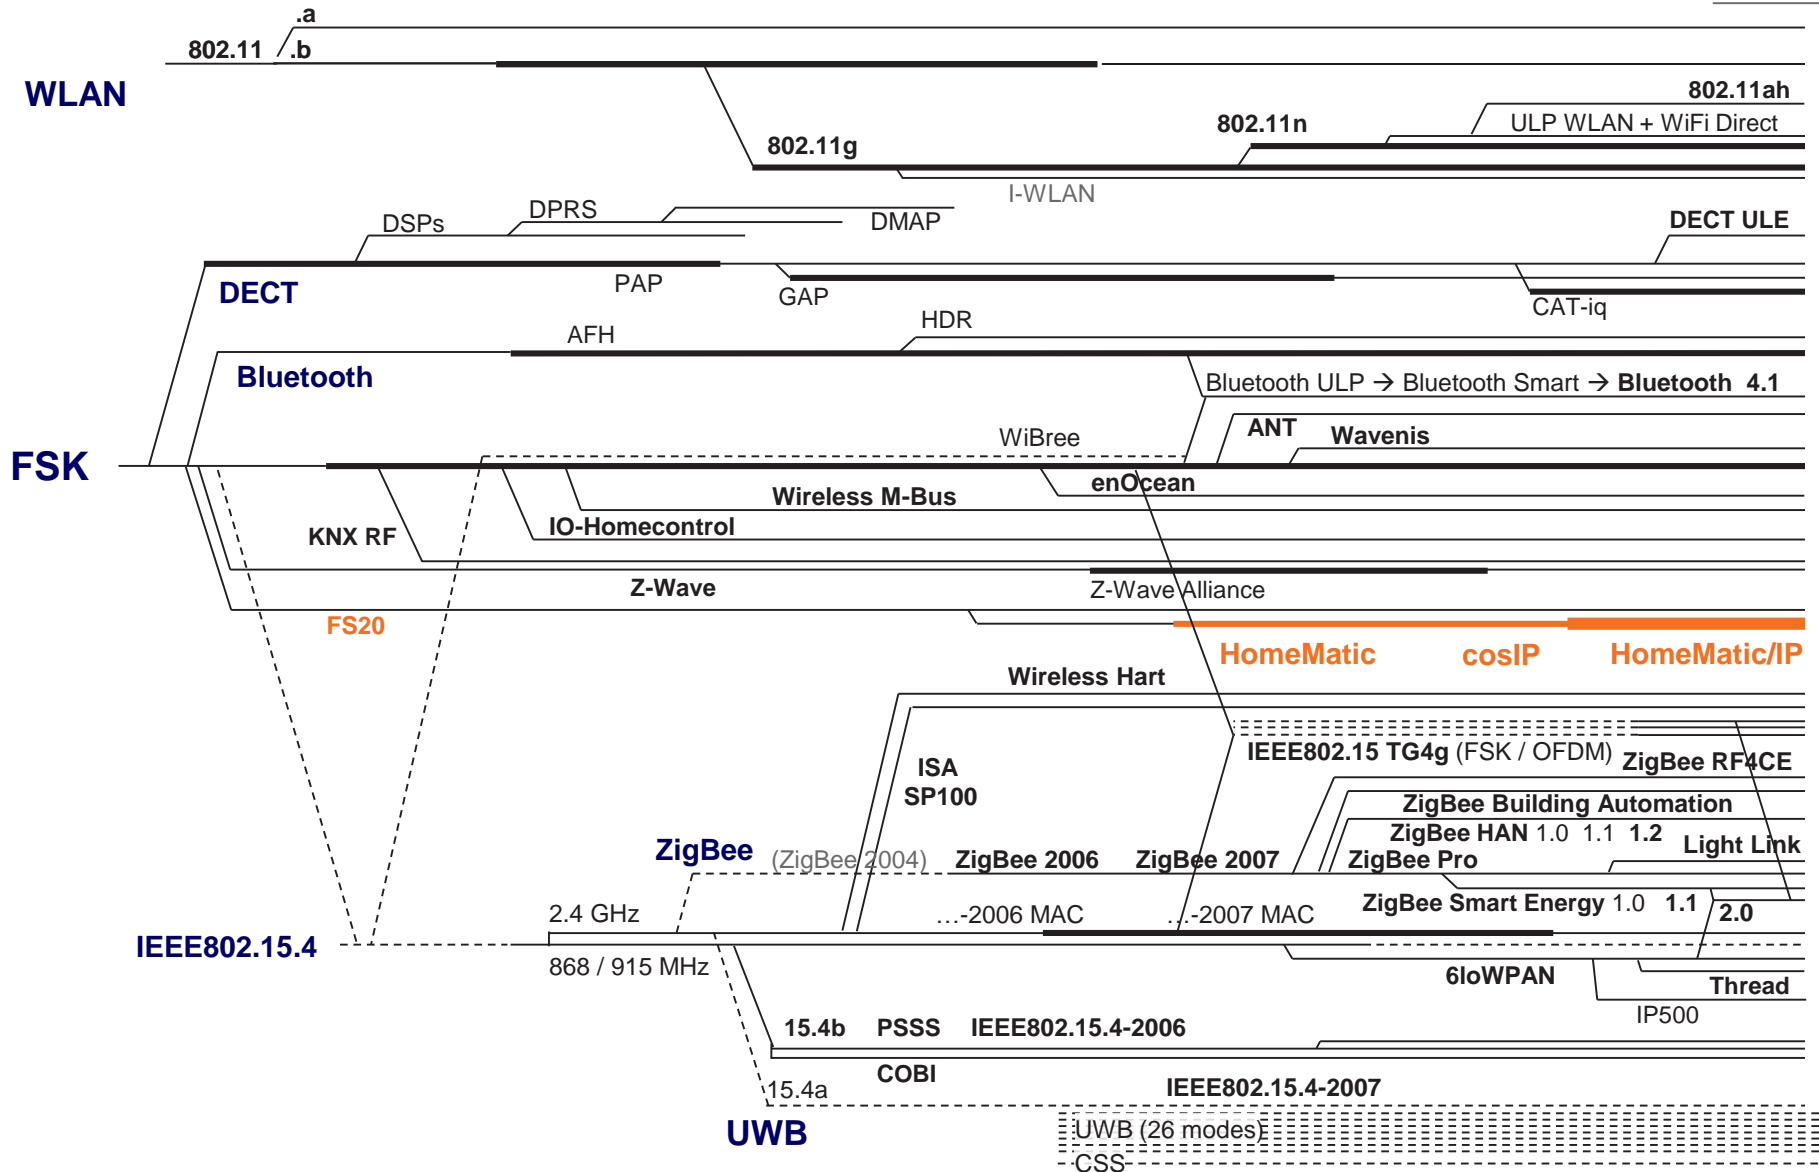 .a
802.11
.b
WLAN
802.11ah
ULP WLAN + WiFi Direct
802.11n
802.11g
I-WLAN
DSPs
DPRS
DMAP
DECT ULE
DECT
PAP
GAP
CAT-iq
AFH
HDR
Bluetooth
Bluetooth ULP → Bluetooth Smart → Bluetooth 4.1
ANT
Wavenis
WiBree
FSK
enOcean
Wireless M-Bus
IO-Homecontrol
KNX RF
Z-Wave
Z-Wave Alliance
FS20
HomeMatic
cosIP
HomeMatic/IP
Wireless Hart
ISA
SP100
IEEE802.15 TG4g (FSK / OFDM)
ZigBee RF4CE
ZigBee Building Automation
ZigBee HAN 1.0 1.1 1.2
Light Link
ZigBee
(ZigBee 2004)
ZigBee 2006
ZigBee 2007
ZigBee Pro
ZigBee Smart Energy 1.0 1.1
2.0
2.4 GHz
…-2006 MAC
…-2007 MAC
IEEE802.15.4
868 / 915 MHz
6loWPAN
Thread
IP500
15.4b
PSSS
IEEE802.15.4-2006
COBI
15.4a
IEEE802.15.4-2007
UWB
UWB (26 modes)
CSS